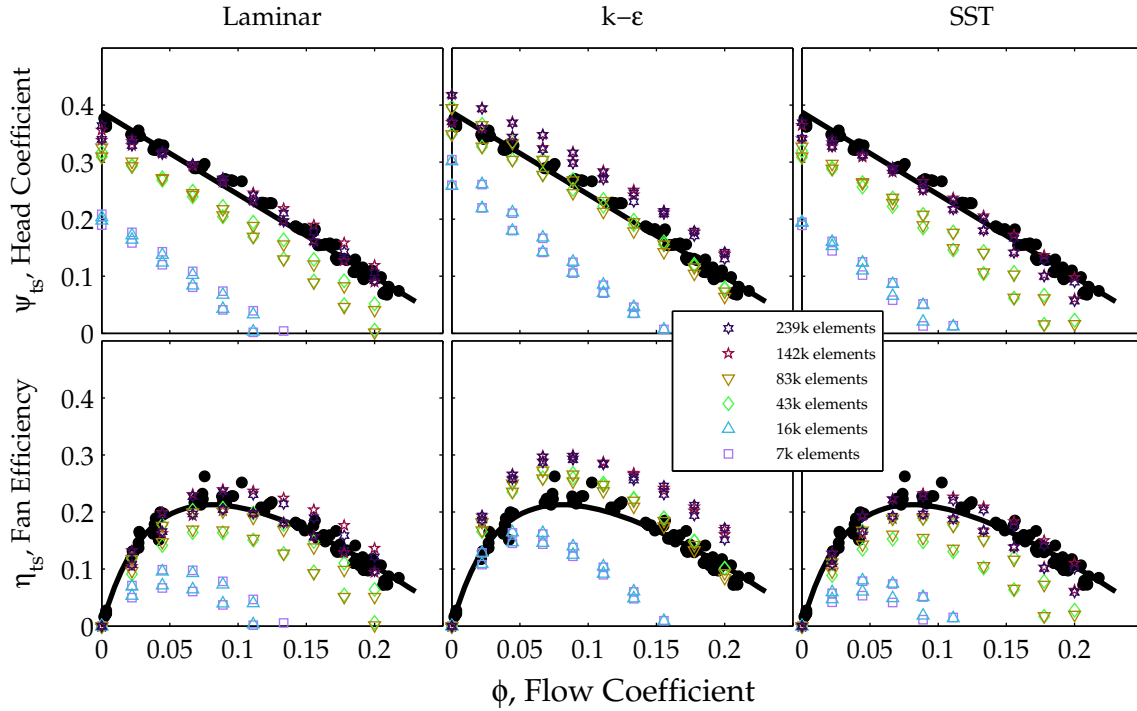 Laminar
k−ε
SST
ψts, Head Coefficient
0.4
0.3
0.2
0.1
0
239k elements
142k elements
83k elements
43k elements
16k elements
7k elements
ηts, Fan Efficiency
0.4
0.3
0.2
0.1
0
0 0.05 0.1 0.15 0.2
0 0.05 0.1 0.15 0.2
0 0.05 0.1 0.15 0.2
ϕ, Flow Coefficient